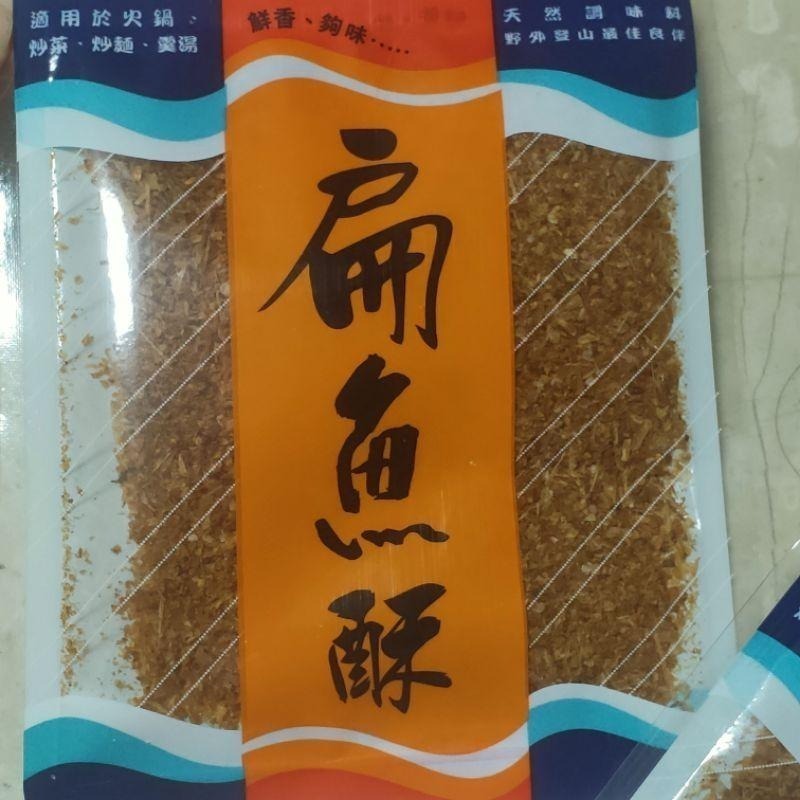 適用於火鍋、
炒菜、炒麵、羹湯
鮮香、夠味.....
天然調味料
野外登山最佳良伴
扁魚酥